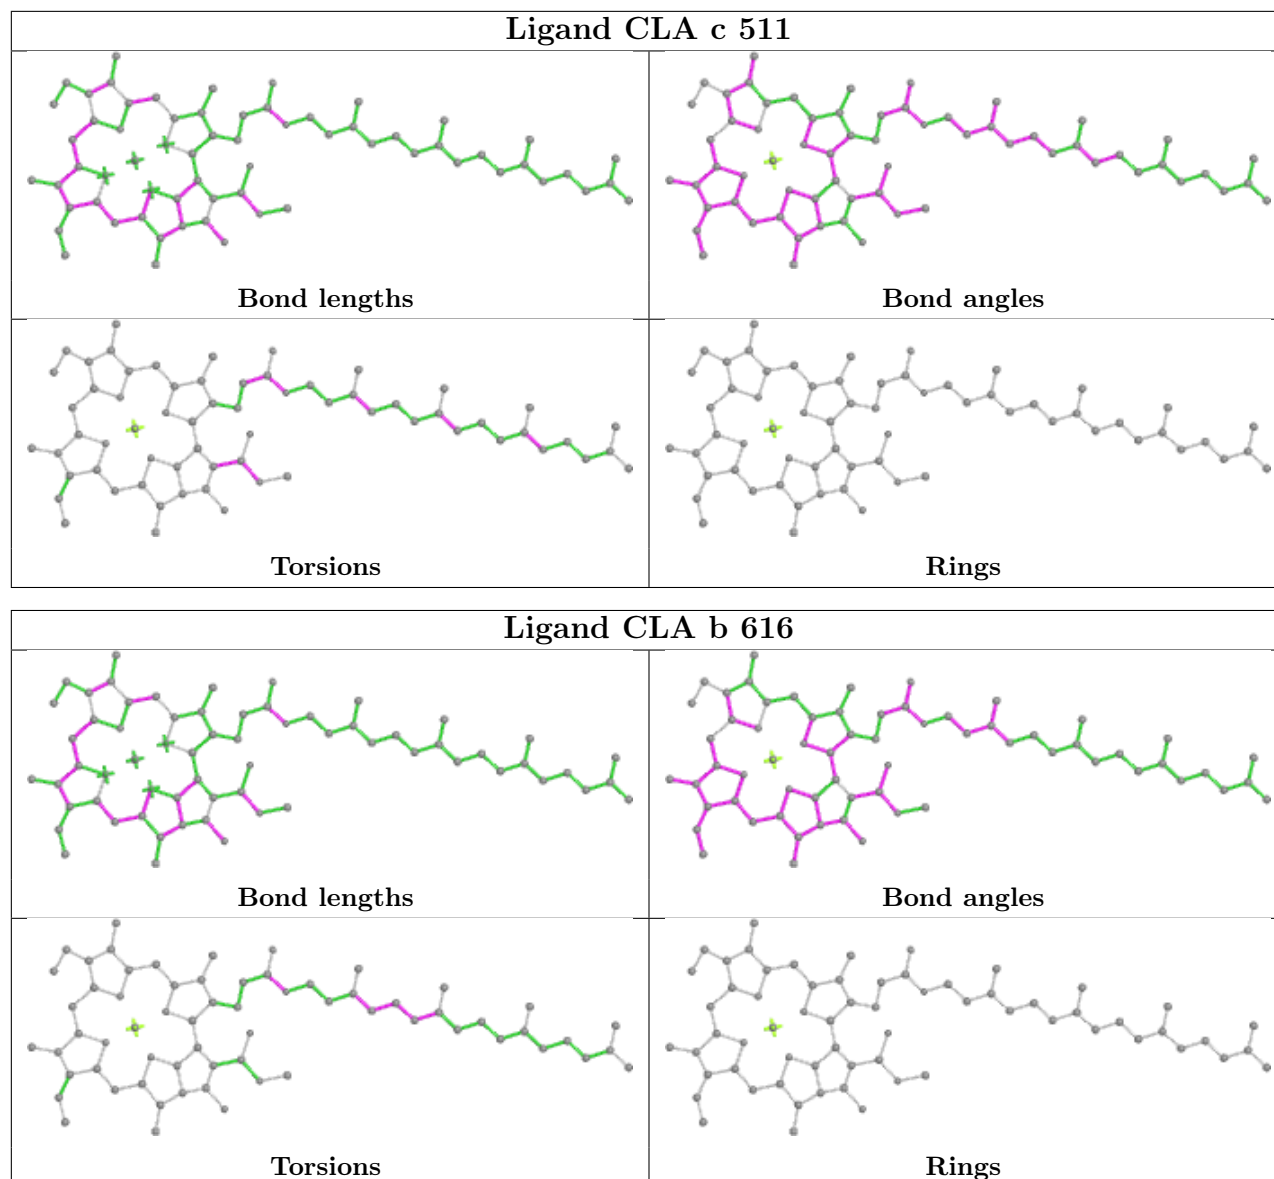 Ligand CLA c 511
Bond lengths
Bond angles
Torsions
Rings
Ligand CLA b 616
Bond lengths
Bond angles
Torsions
Rings